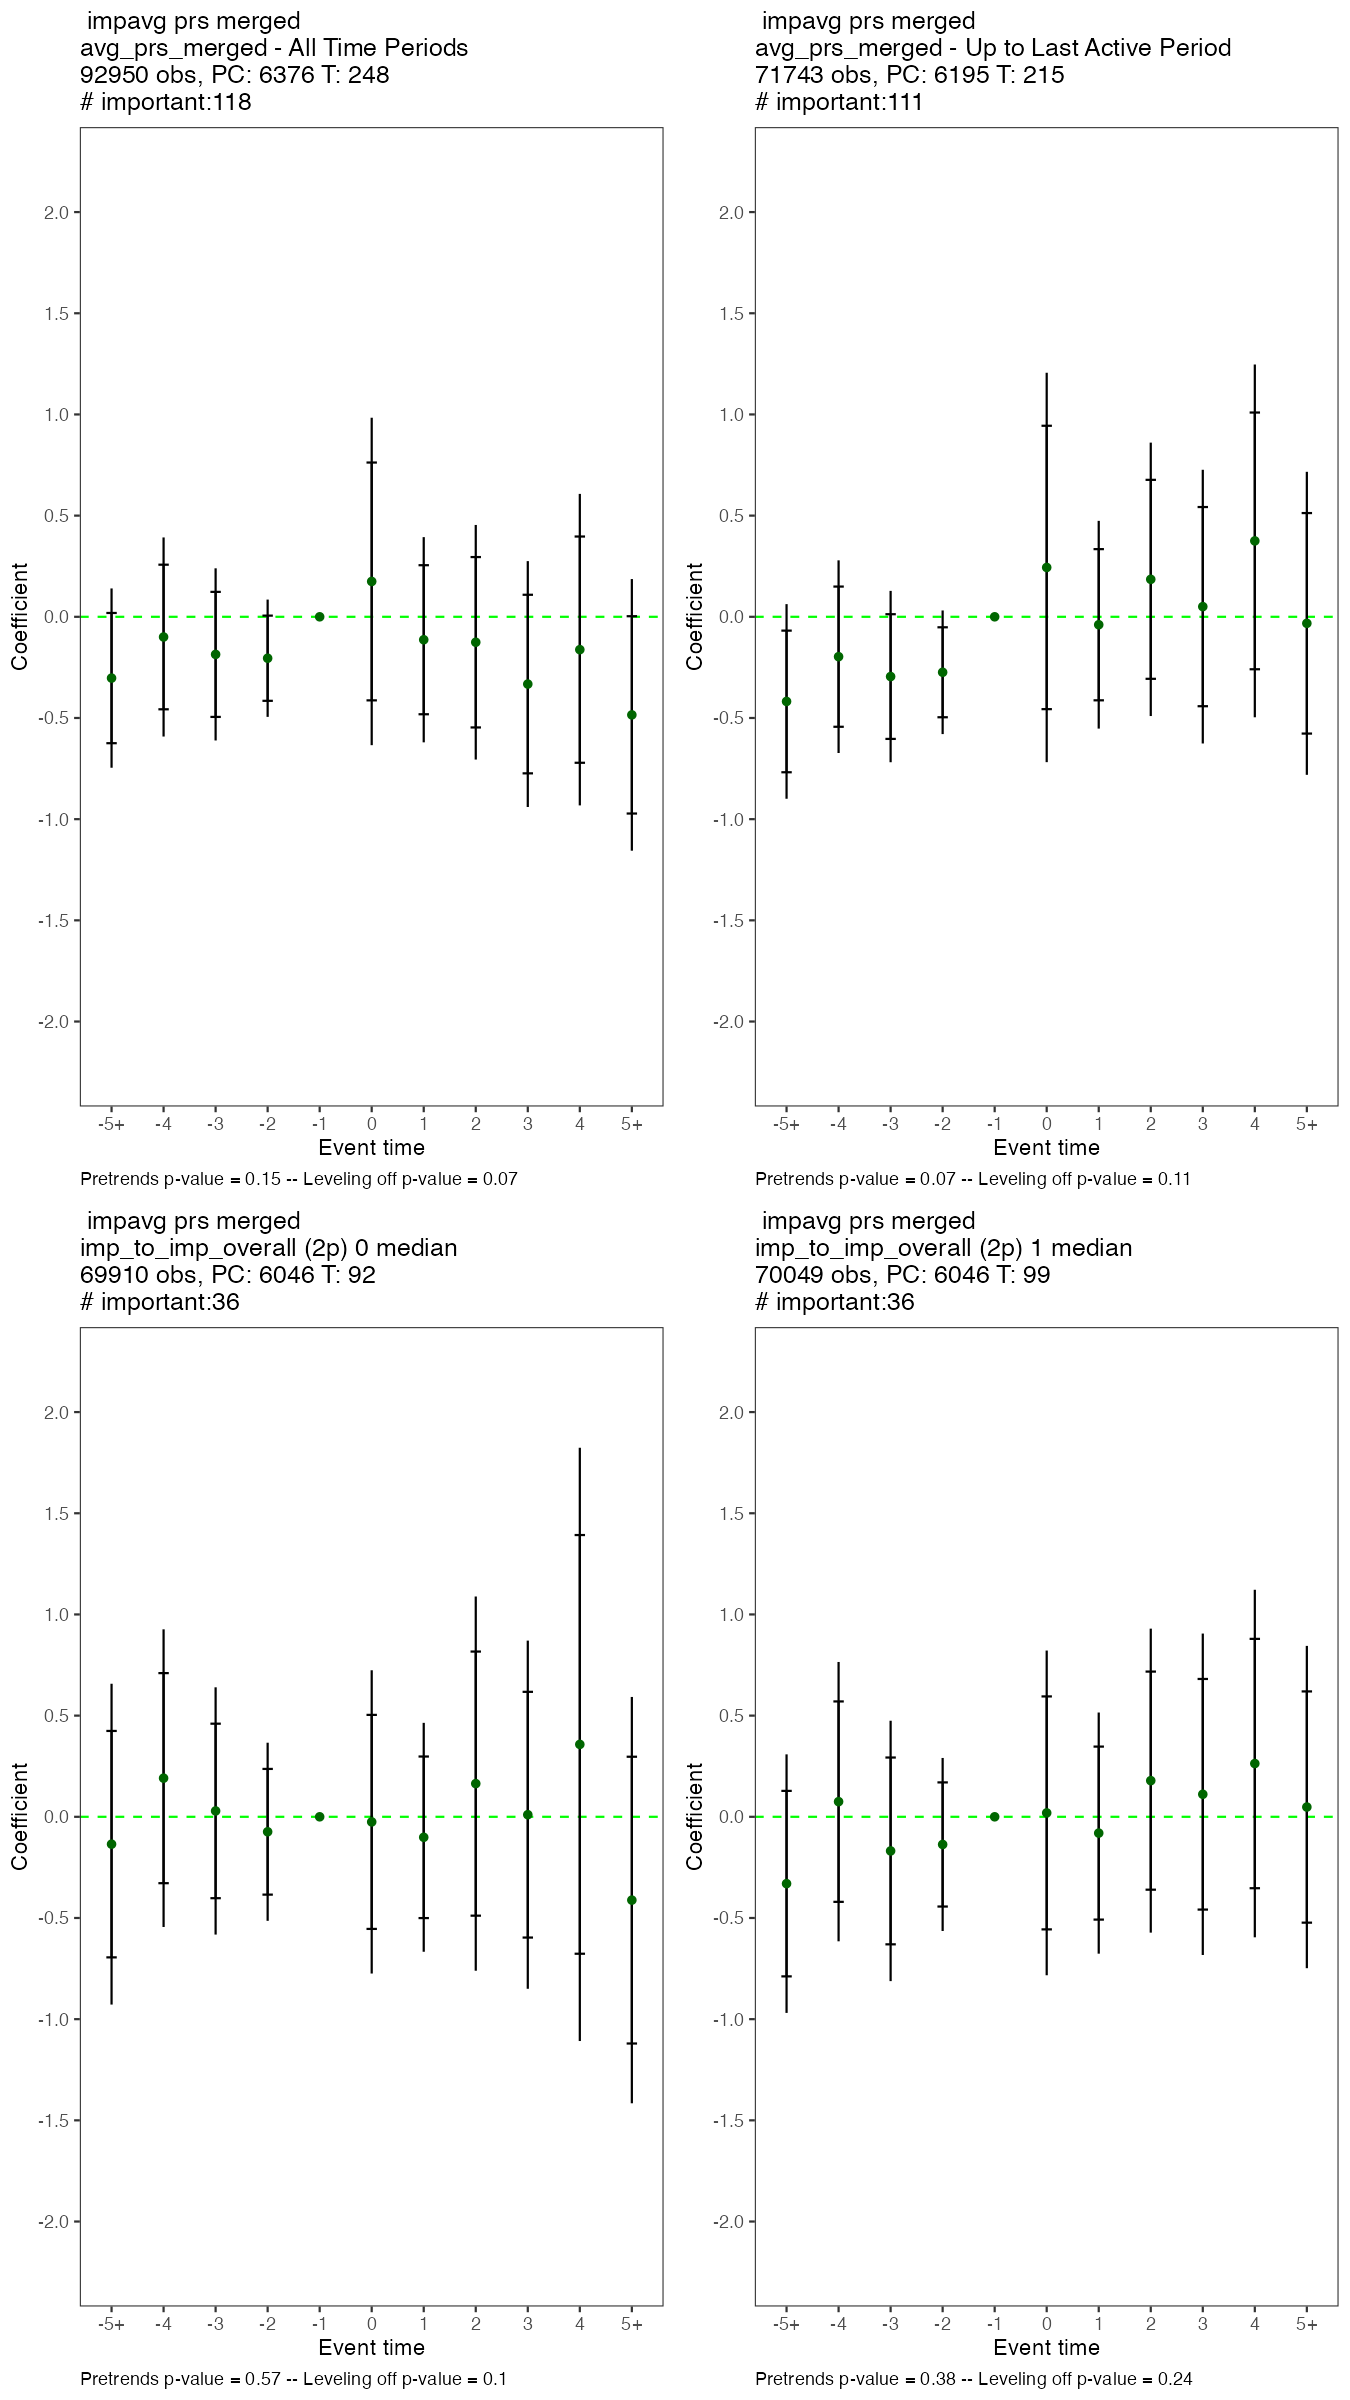 impavg prs merged
avg_prs_merged - All Time Periods
92950 obs, PC: 6376 T: 248
# important:118
Coefficient
2.0
1.5
1.0
0.5
0.0
-0.5
-1.0
-1.5
-2.0
-5+ -4 -3 -2 -1 0 1 2 3 4 5+
Event time
Pretrends p-value = 0.15 -- Leveling off p-value = 0.07
impavg prs merged
avg_prs_merged - Up to Last Active Period
71743 obs, PC: 6195 T: 215
# important:111
Coefficient
2.0
1.5
1.0
0.5
0.0
-0.5
-1.0
-1.5
-2.0
-5+ -4 -3 -2 -1 0 1 2 3 4 5+
Event time
Pretrends p-value = 0.07 -- Leveling off p-value = 0.11
impavg prs merged
imp_to_imp_overall (2p) 0 median
69910 obs, PC: 6046 T: 92
# important:36
Coefficient
2.0
1.5
1.0
0.5
0.0
-0.5
-1.0
-1.5
-2.0
-5+ -4 -3 -2 -1 0 1 2 3 4 5+
Event time
Pretrends p-value = 0.57 -- Leveling off p-value = 0.1
impavg prs merged
imp_to_imp_overall (2p) 1 median
70049 obs, PC: 6046 T: 99
# important:36
Coefficient
2.0
1.5
1.0
0.5
0.0
-0.5
-1.0
-1.5
-2.0
-5+ -4 -3 -2 -1 0 1 2 3 4 5+
Event time
Pretrends p-value = 0.38 -- Leveling off p-value = 0.24